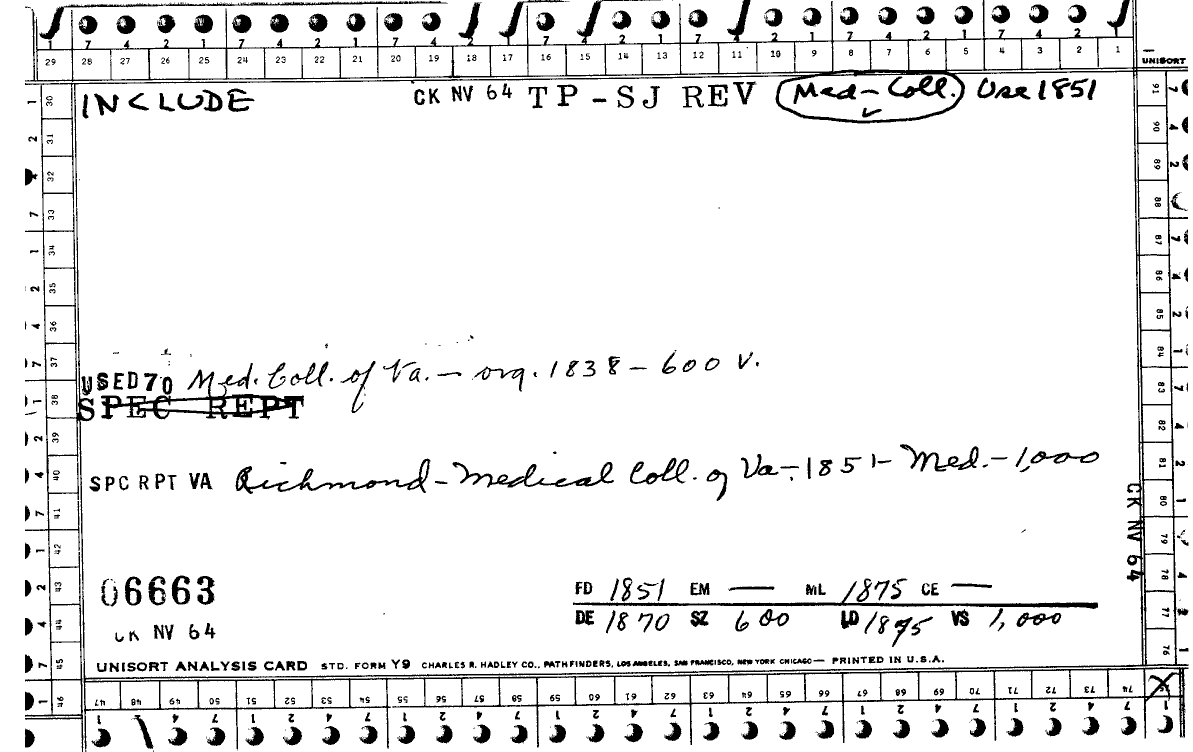 7 4 2 1 7 4 2 1 7 4 2 1 7 4 2 1 7 4 2 1 7 4 2 1
29 28 27 26 25 24 23 22 21 20 19 18 17 16 15 14 13 12 11 10 9 8 7 6 5 4 3 2 1 UNISORT
INCLUDE CK NV 64 TP-SJ REV Med-Coll. Use 1851
USED70 Med. Coll. of Va. — org. 1838 — 600 V.
SPEC REPT
SPC RPT VA Richmond - Medical Coll. of Va - 1851 - Med. - 1,000
CK NV 64
06663
CK NV 64
FD 1851 EM — ML 1875 CE —
DE 1870 SZ 600 LD 1875 VS 1,000
UNISORT ANALYSIS CARD STD. FORM Y9 CHARLES R. HADLEY CO., PATHFINDERS, LOS ANGELES, SAN FRANCISCO, NEW YORK CHICAGO — PRINTED IN U.S.A.
30 31 32 33 34 35 36 37 38 39 40 41 42 43 44 45 46
91 90 89 88 87 86 85 84 83 82 81 80 79 78 77 76
47 48 49 50 51 52 53 54 55 56 57 58 59 60 61 62 63 64 65 66 67 68 69 70 71 72 73 74